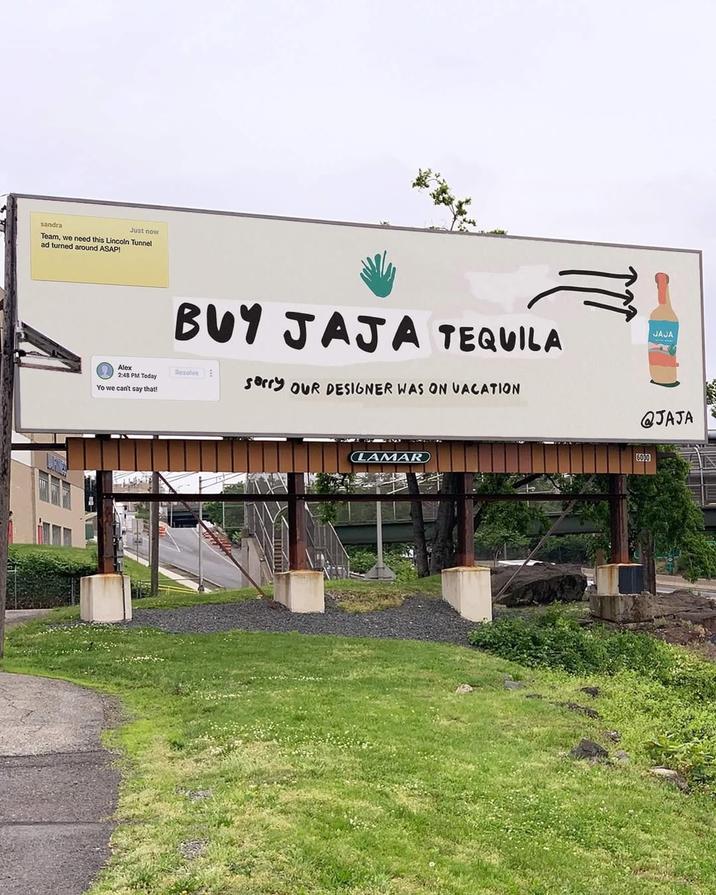 sandra Just now
Team, we need this Lincoln Tunnel
ad turned around ASAP!
BUY JAJA TEQUILA
JAJA
Alex
2:48 PM Today
Resolve
Yo we can't say that!
sorry OUR DESIGNER WAS ON VACATION
@JAJA
LAMAR